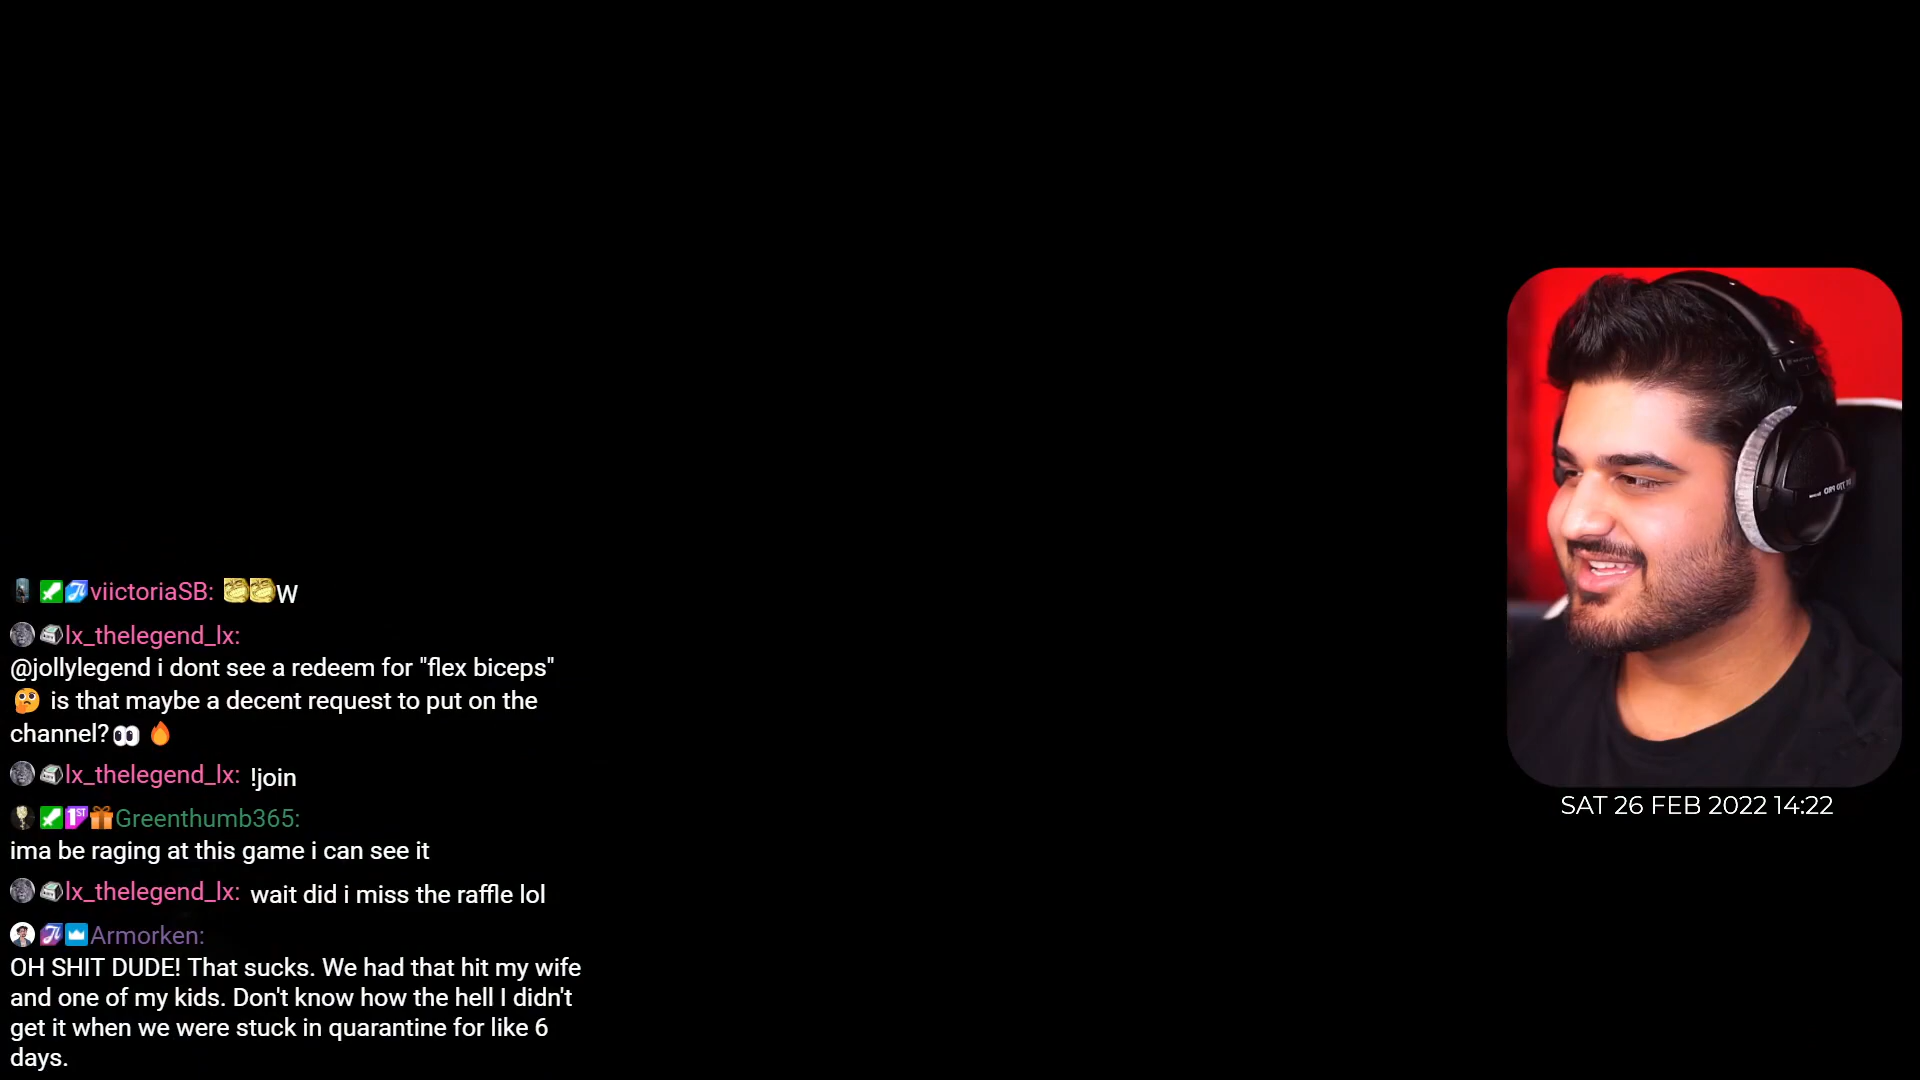 viictoriaSB: W
lx_thelegend_lx:
@jollylegend i dont see a redeem for "flex biceps"
🤔 is that maybe a decent request to put on the
channel?👀 🔥
lx_thelegend_lx: !join
1ST Greenthumb365:
ima be raging at this game i can see it
lx_thelegend_lx: wait did i miss the raffle lol
Armorken:
OH SHIT DUDE! That sucks. We had that hit my wife
and one of my kids. Don't know how the hell I didn't
get it when we were stuck in quarantine for like 6
days.
SAT 26 FEB 2022 14:22